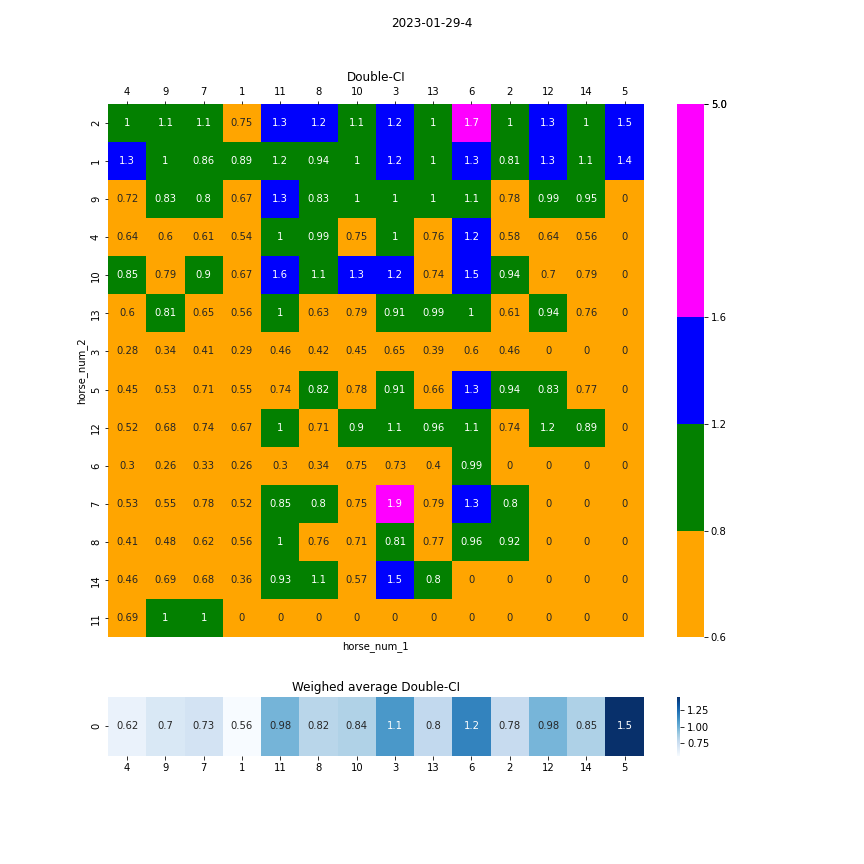 2023-01-29-4
Double-CI
4 9 7 1 11 8 10 3 13 6 2 12 14 5
2 1 1.1 1.1 0.75 1.3 1.2 1.1 1.2 1 1.7 1 1.3 1 1.5
1 1.3 1 0.86 0.89 1.2 0.94 1 1.2 1 1.3 0.81 1.3 1.1 1.4
9 0.72 0.83 0.8 0.67 1.3 0.83 1 1 1 1.1 0.78 0.99 0.95 0
4 0.64 0.6 0.61 0.54 1 0.99 0.75 1 0.76 1.2 0.58 0.64 0.56 0
10 0.85 0.79 0.9 0.67 1.6 1.1 1.3 1.2 0.74 1.5 0.94 0.7 0.79 0
13 0.6 0.81 0.65 0.56 1 0.63 0.79 0.91 0.99 1 0.61 0.94 0.76 0
3 0.28 0.34 0.41 0.29 0.46 0.42 0.45 0.65 0.39 0.6 0.46 0 0 0
5 0.45 0.53 0.71 0.55 0.74 0.82 0.78 0.91 0.66 1.3 0.94 0.83 0.77 0
12 0.52 0.68 0.74 0.67 1 0.71 0.9 1.1 0.96 1.1 0.74 1.2 0.89 0
6 0.3 0.26 0.33 0.26 0.3 0.34 0.75 0.73 0.4 0.99 0 0 0 0
7 0.53 0.55 0.78 0.52 0.85 0.8 0.75 1.9 0.79 1.3 0.8 0 0 0
8 0.41 0.48 0.62 0.56 1 0.76 0.71 0.81 0.77 0.96 0.92 0 0 0
14 0.46 0.69 0.68 0.36 0.93 1.1 0.57 1.5 0.8 0 0 0 0 0
11 0.69 1 1 0 0 0 0 0 0 0 0 0 0 0
horse_num_2
horse_num_1
5.0
1.6
1.2
0.8
0.6
Weighed average Double-CI
0 0.62 0.7 0.73 0.56 0.98 0.82 0.84 1.1 0.8 1.2 0.78 0.98 0.85 1.5
4 9 7 1 11 8 10 3 13 6 2 12 14 5
1.25
1.00
0.75